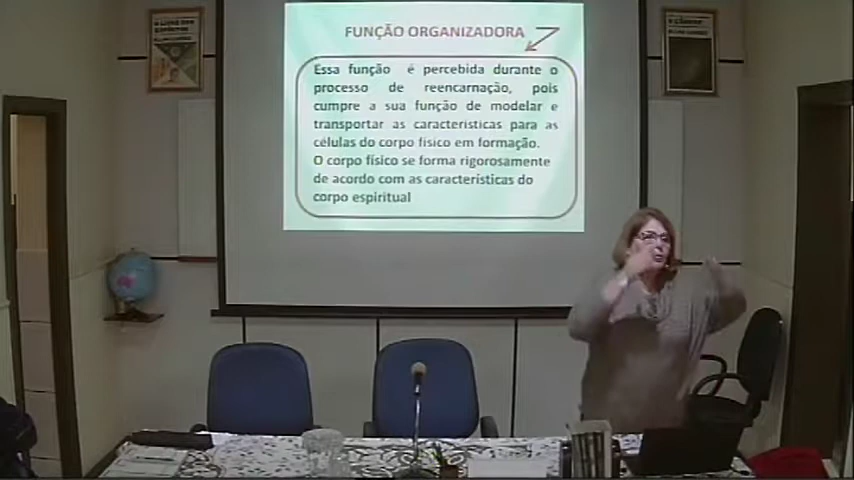 FUNÇÃO ORGANIZADORA
Essa função é percebida durante o
processo de reencarnação, pois
cumpre a sua função de modelar e
transportar as características para as
células do corpo físico em formação.
O corpo físico se forma rigorosamente
de acordo com as características do
corpo espiritual